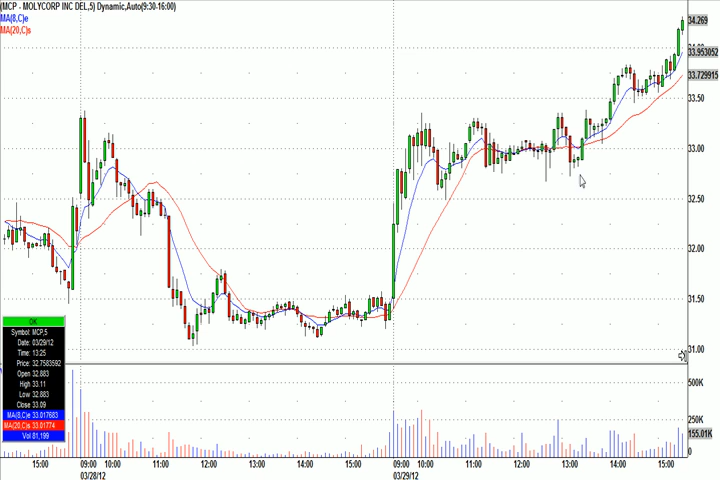 (MCP - MOLYCORP INC DEL,5) Dynamic,Auto(9:30-16:00)
MA(8,C)e
MA(20,C)s
34.269
33.953052
33.729915
33.50
33.00
32.50
32.00
31.50
31.00
OK
Symbol: MCP,5
Date: 03/29/12
Time: 13:25
Price: 32.7583592
Open 32.883
High 33.11
Low 32.883
Close 33.09
MA(8,C)e 33.017683
MA(20,C)s 33.01774
Vol 81,199
500K
250K
155.01K
0
15:00 09:00 10:00 11:00 12:00 13:00 14:00 15:00 09:00 10:00 11:00 12:00 13:00 14:00 15:00
03/28/12 03/29/12